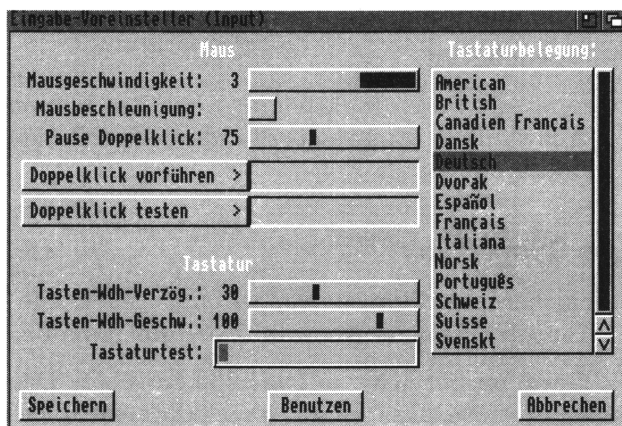 Eingabe-Voreinsteller (Input)
Maus
Mausgeschwindigkeit: 3
Mausbeschleunigung:
Pause Doppelklick: 75
Doppelklick vorführen >
Doppelklick testen >
Tastatur
Tasten-Wdh-Verzög.: 30
Tasten-Wdh-Geschw.: 100
Tastaturtest:
Tastaturbelegung:
American
British
Canadien Français
Dansk
Deutsch
Dvorak
Español
Français
Italiana
Norsk
Português
Schweiz
Suisse
Svenskt
Speichern
Benutzen
Abbrechen